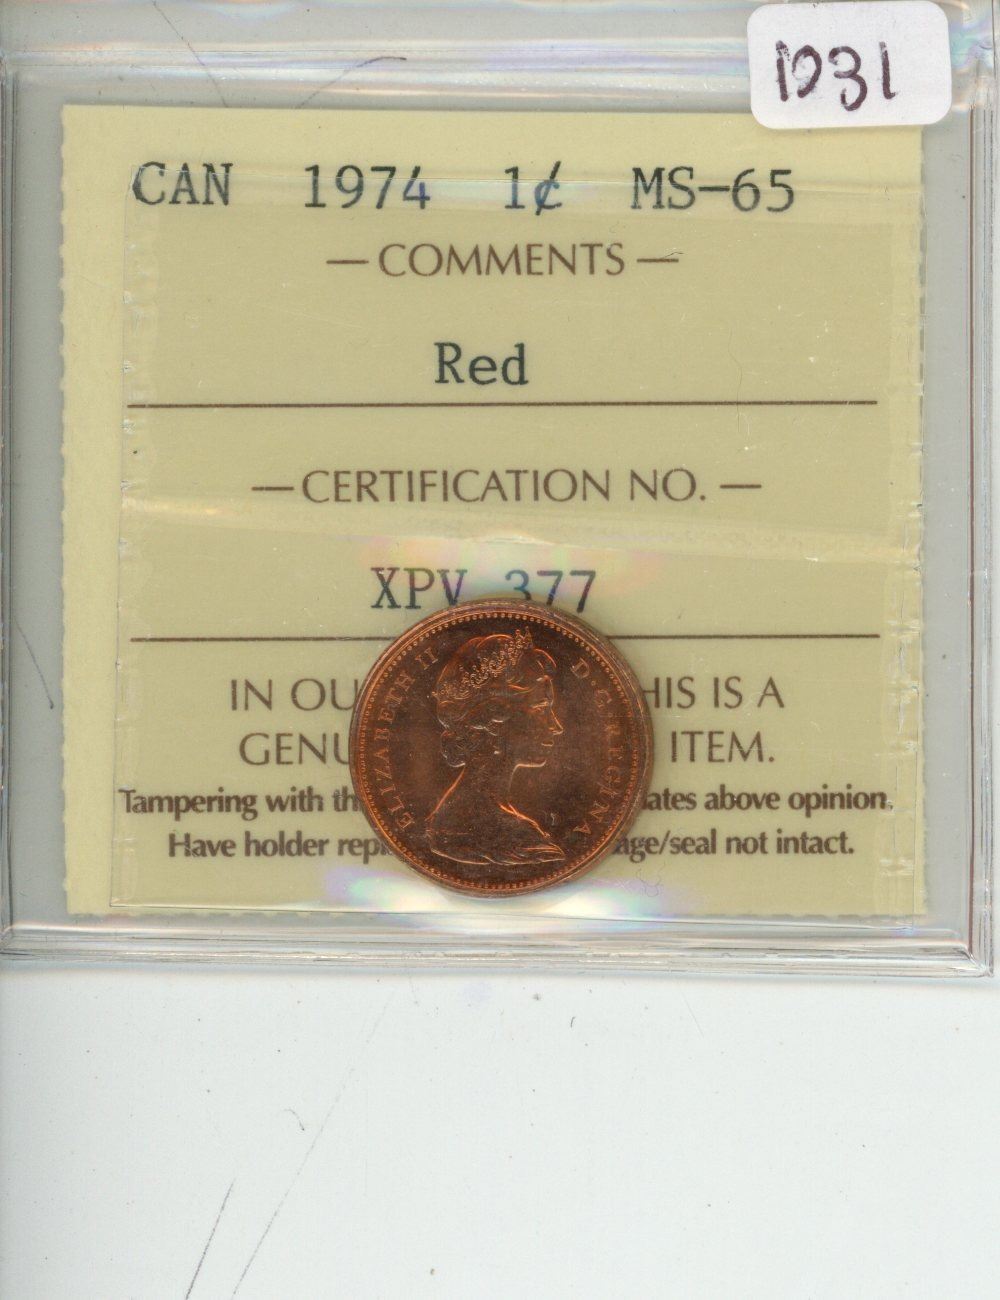 1931
CAN 1974 1¢ MS-65
— COMMENTS —
Red
— CERTIFICATION NO. —
XPV 377
IN OU HIS IS A
GENU ITEM.
Tampering with th ates above opinion.
Have holder repl age/seal not intact.
ELIZABETH II D·G·REGINA